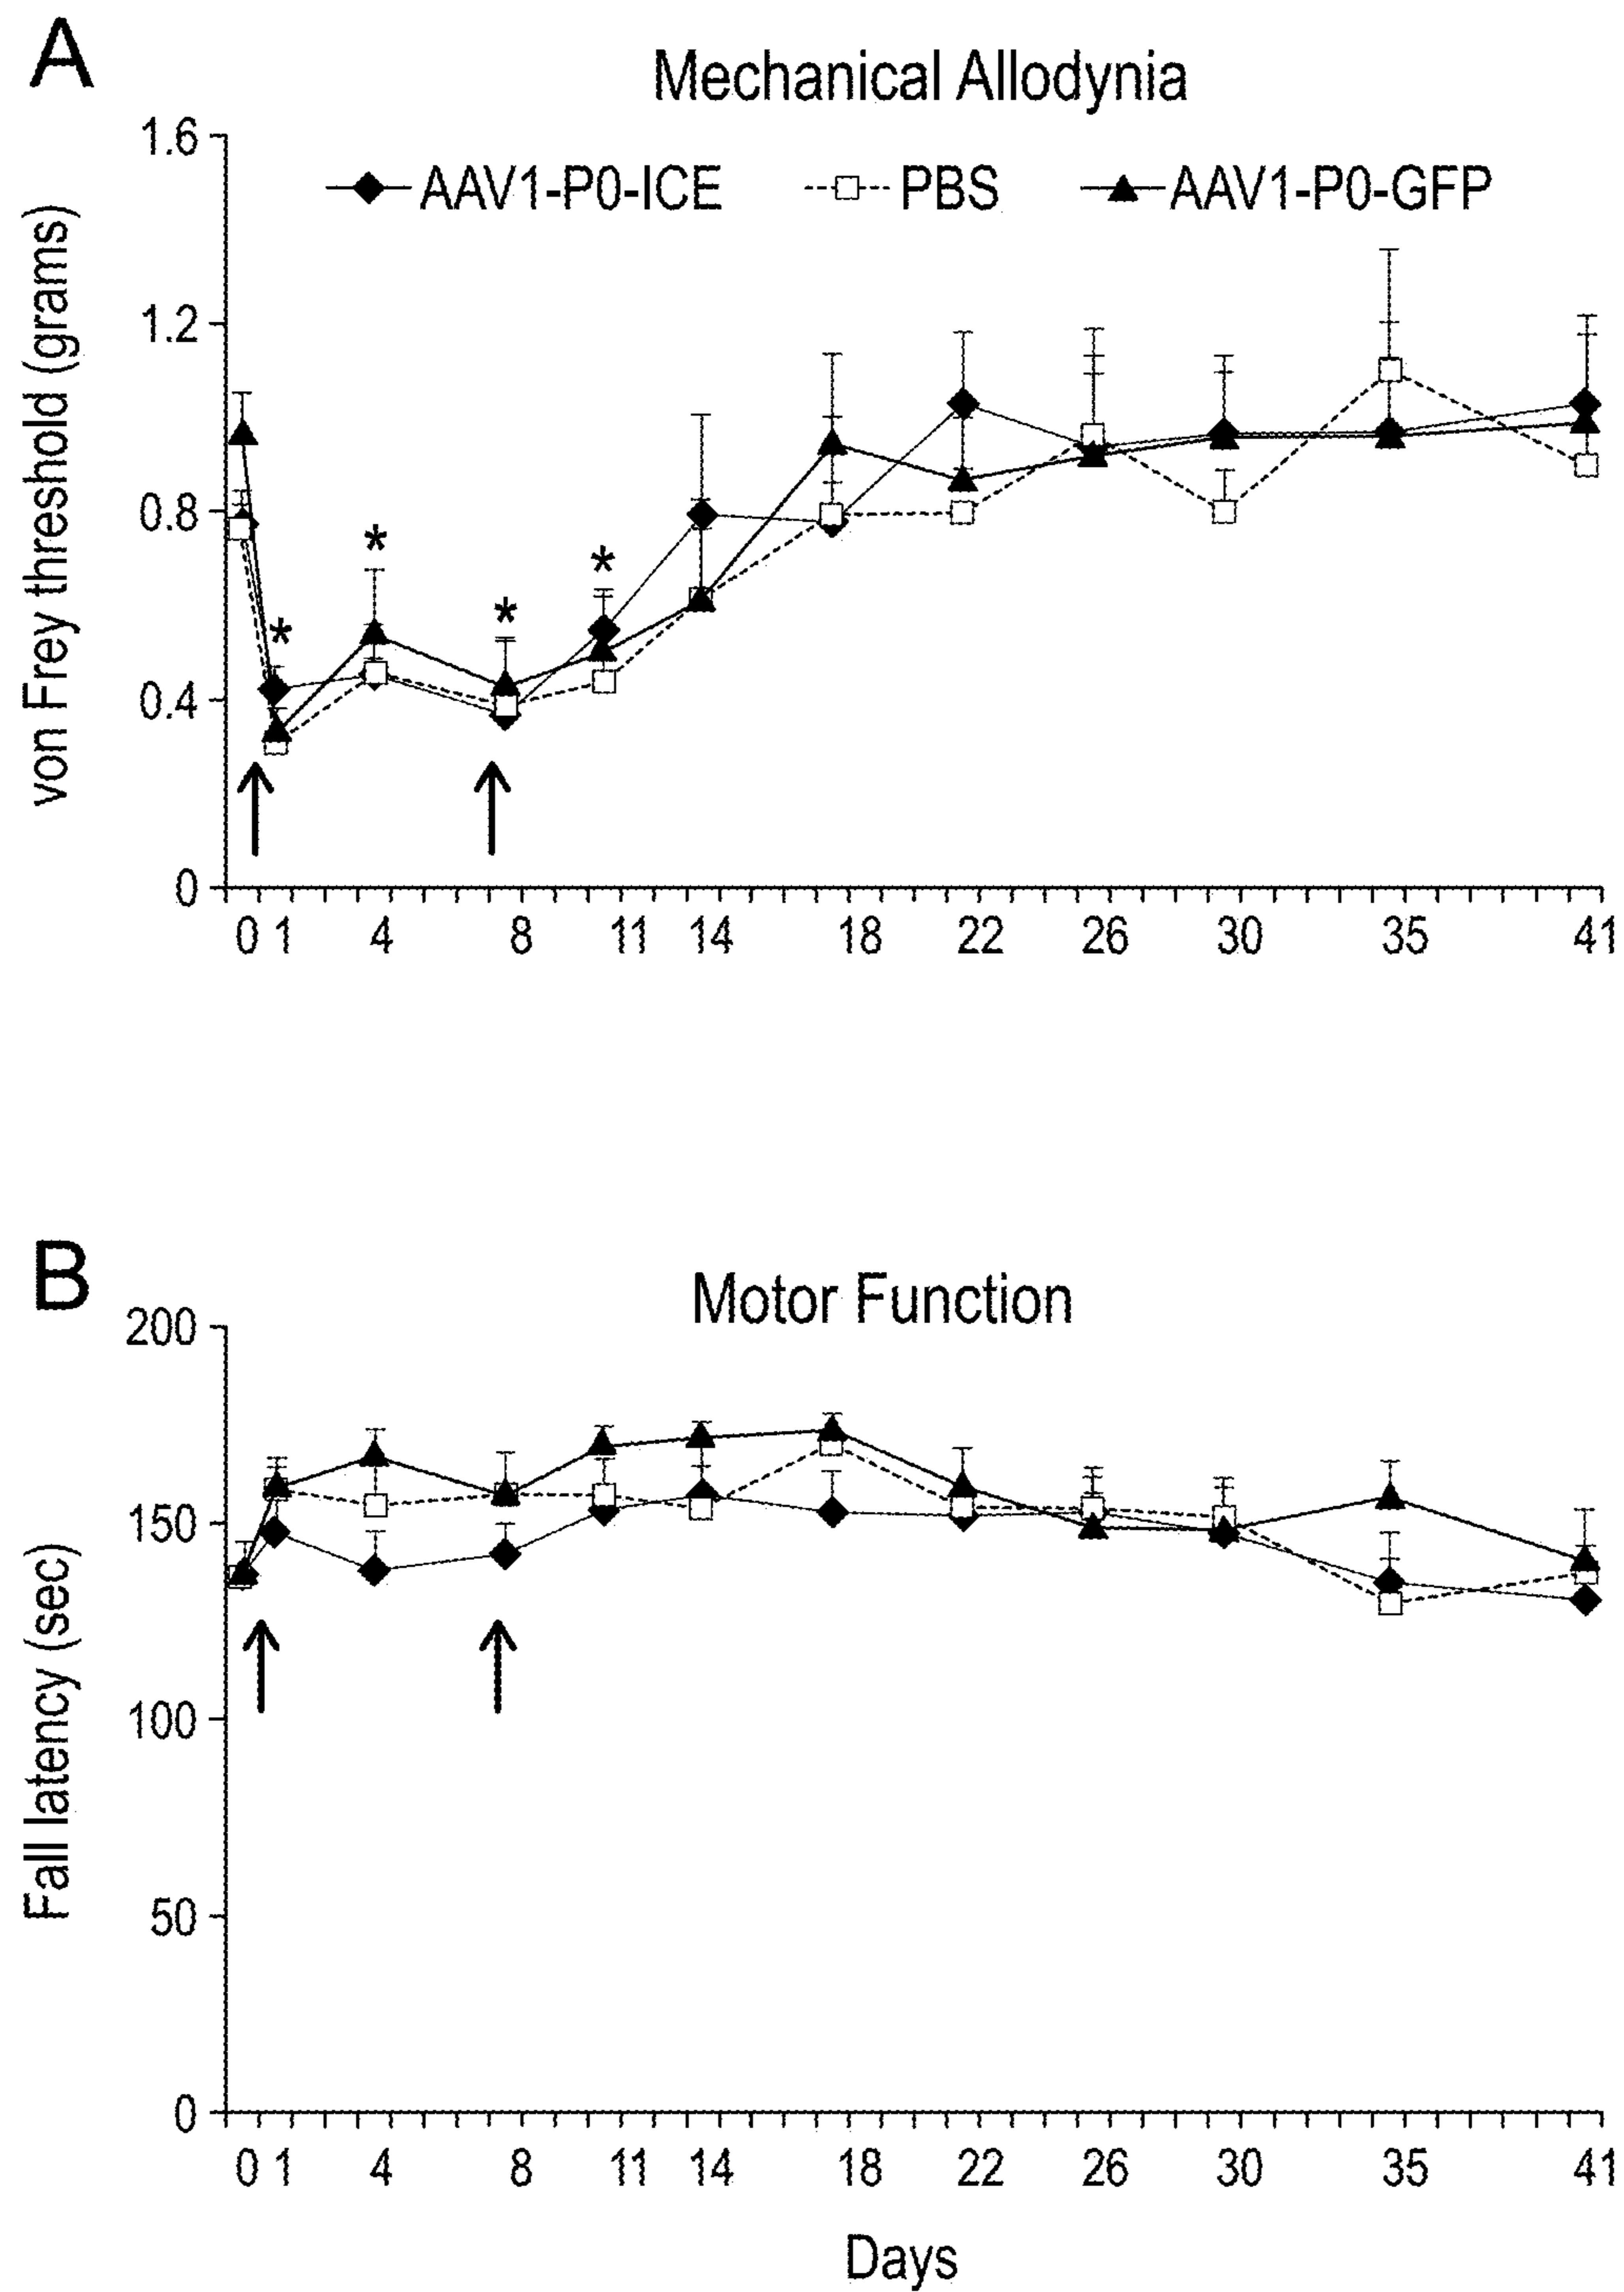 A
Mechanical Allodynia
1.6
AAV1-P0-ICE PBS AAV1-P0-GFP
von Frey threshold (grams)
1.2
0.8
*
*
*
*
0.4
0
0 1 4 8 11 14 18 22 26 30 35 41
B
Motor Function
200
Fall latency (sec)
150
100
50
0
0 1 4 8 11 14 18 22 26 30 35 41
Days